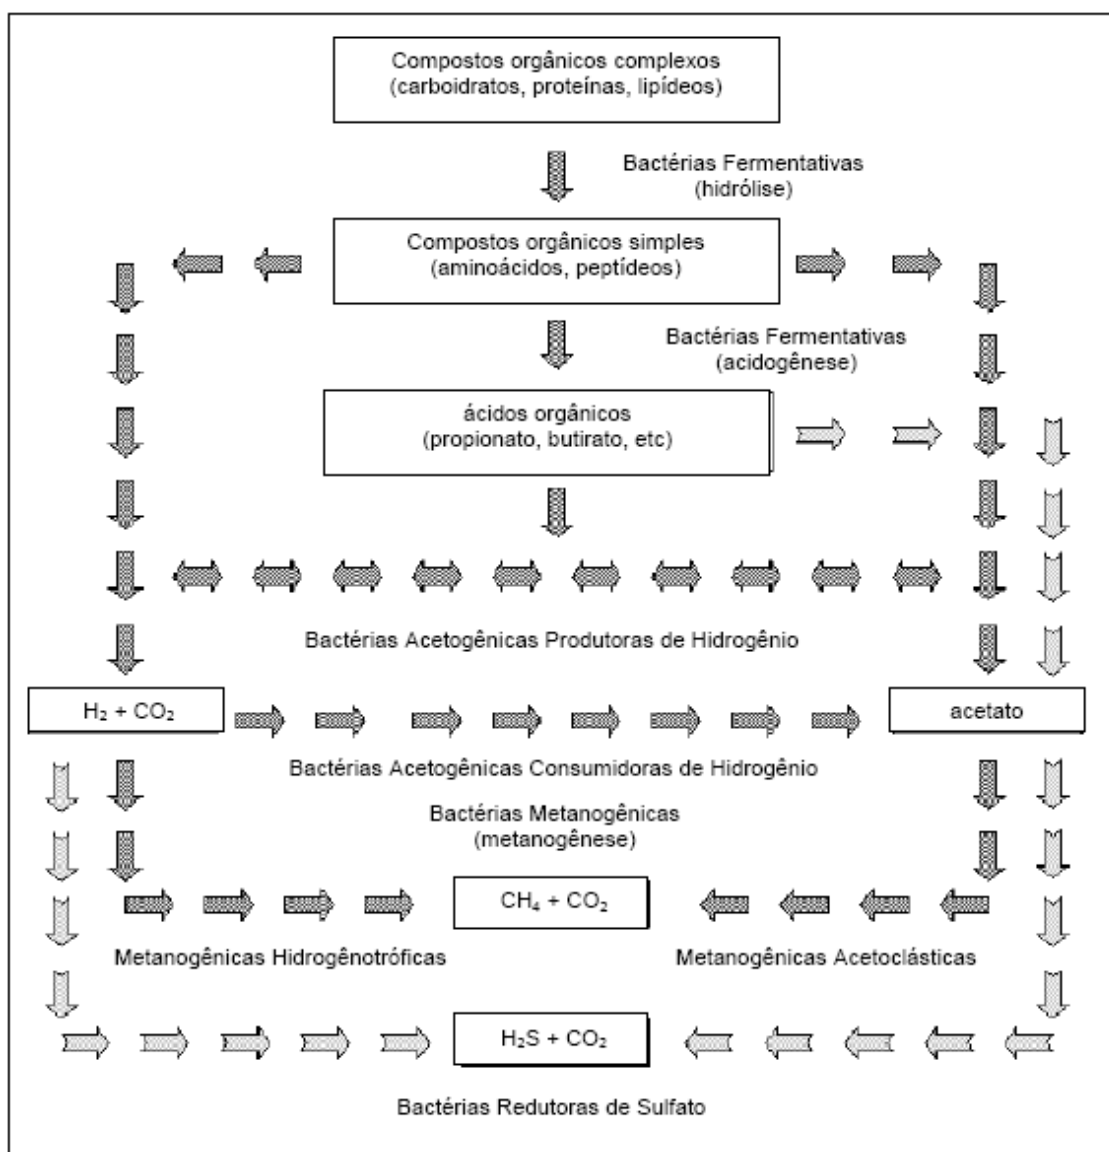 Compostos orgânicos complexos
(carboidratos, proteínas, lipídeos)
Bactérias Fermentativas
(hidrólise)
Compostos orgânicos simples
(aminoácidos, peptídeos)
Bactérias Fermentativas
(acidogênese)
ácidos orgânicos
(propionato, butirato, etc)
Bactérias Acetogênicas Produtoras de Hidrogênio
H₂ + CO₂
acetato
Bactérias Acetogênicas Consumidoras de Hidrogênio
Bactérias Metanogênicas
(metanogênese)
CH₄ + CO₂
Metanogênicas Hidrogênotróficas
Metanogênicas Acetoclásticas
H₂S + CO₂
Bactérias Redutoras de Sulfato